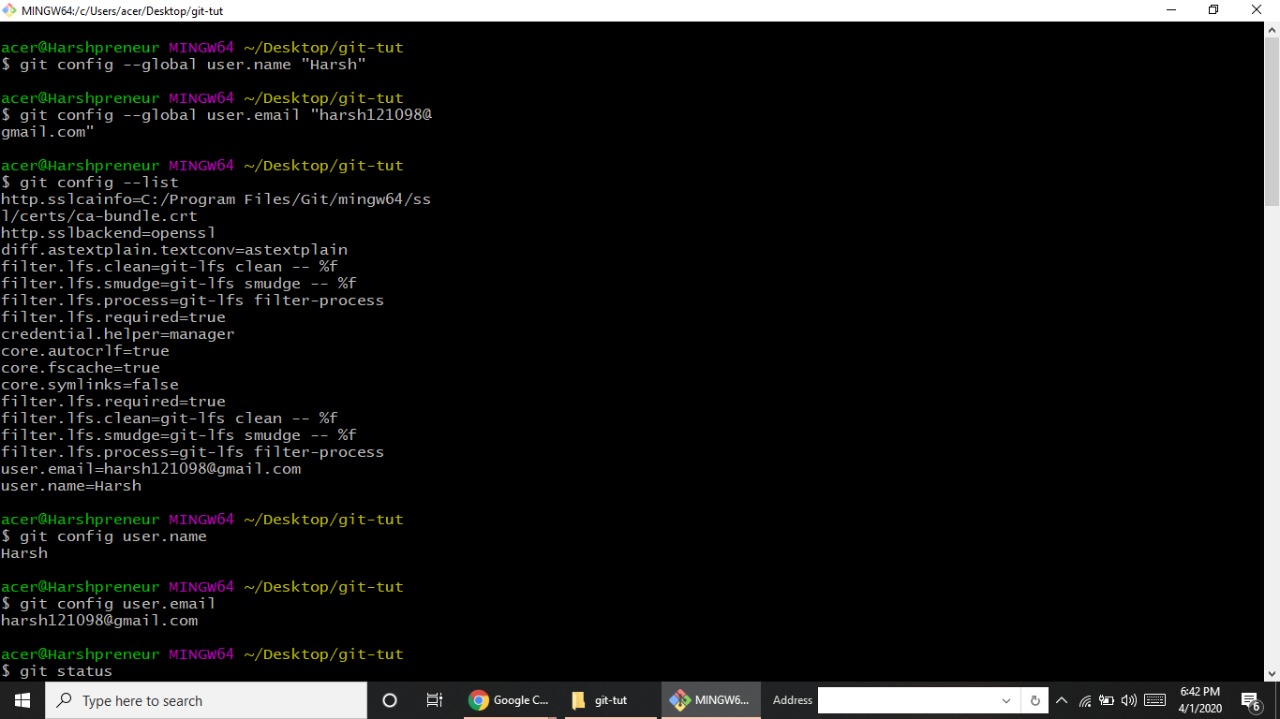 MINGW64:/c/Users/acer/Desktop/git-tut
acer@Harshpreneur MINGW64 ~/Desktop/git-tut
$ git config --global user.name "Harsh"
acer@Harshpreneur MINGW64 ~/Desktop/git-tut
$ git config --global user.email "harsh121098@
gmail.com"
acer@Harshpreneur MINGW64 ~/Desktop/git-tut
$ git config --list
http.sslcainfo=C:/Program Files/Git/mingw64/ss
l/certs/ca-bundle.crt
http.sslbackend=openssl
diff.astextplain.textconv=astextplain
filter.lfs.clean=git-lfs clean -- %f
filter.lfs.smudge=git-lfs smudge -- %f
filter.lfs.process=git-lfs filter-process
filter.lfs.required=true
credential.helper=manager
core.autocrlf=true
core.fscache=true
core.symlinks=false
filter.lfs.required=true
filter.lfs.clean=git-lfs clean -- %f
filter.lfs.smudge=git-lfs smudge -- %f
filter.lfs.process=git-lfs filter-process
user.email=harsh121098@gmail.com
user.name=Harsh
acer@Harshpreneur MINGW64 ~/Desktop/git-tut
$ git config user.name
Harsh
acer@Harshpreneur MINGW64 ~/Desktop/git-tut
$ git config user.email
harsh121098@gmail.com
acer@Harshpreneur MINGW64 ~/Desktop/git-tut
$ git status
Type here to search
Google C...
git-tut
MINGW6...
Address
6:42 PM
4/1/2020
6